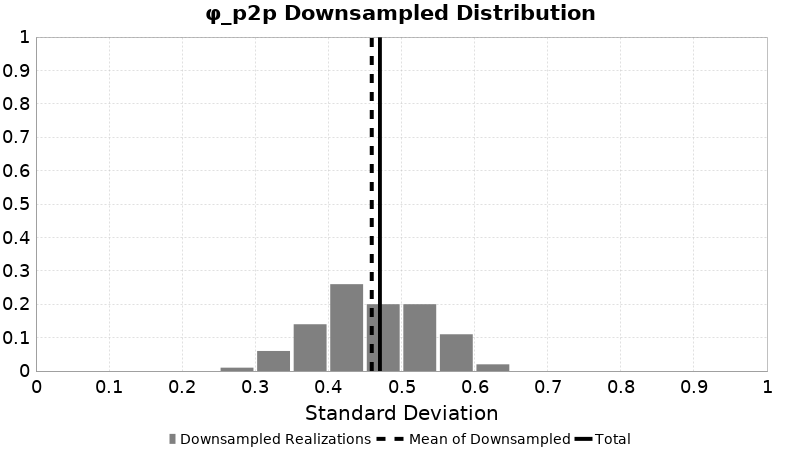 φ_p2p Downsampled Distribution
1
0.9
0.8
0.7
0.6
0.5
0.4
0.3
0.2
0.1
0
0 0.1 0.2 0.3 0.4 0.5 0.6 0.7 0.8 0.9 1
Standard Deviation
Downsampled Realizations Mean of Downsampled Total